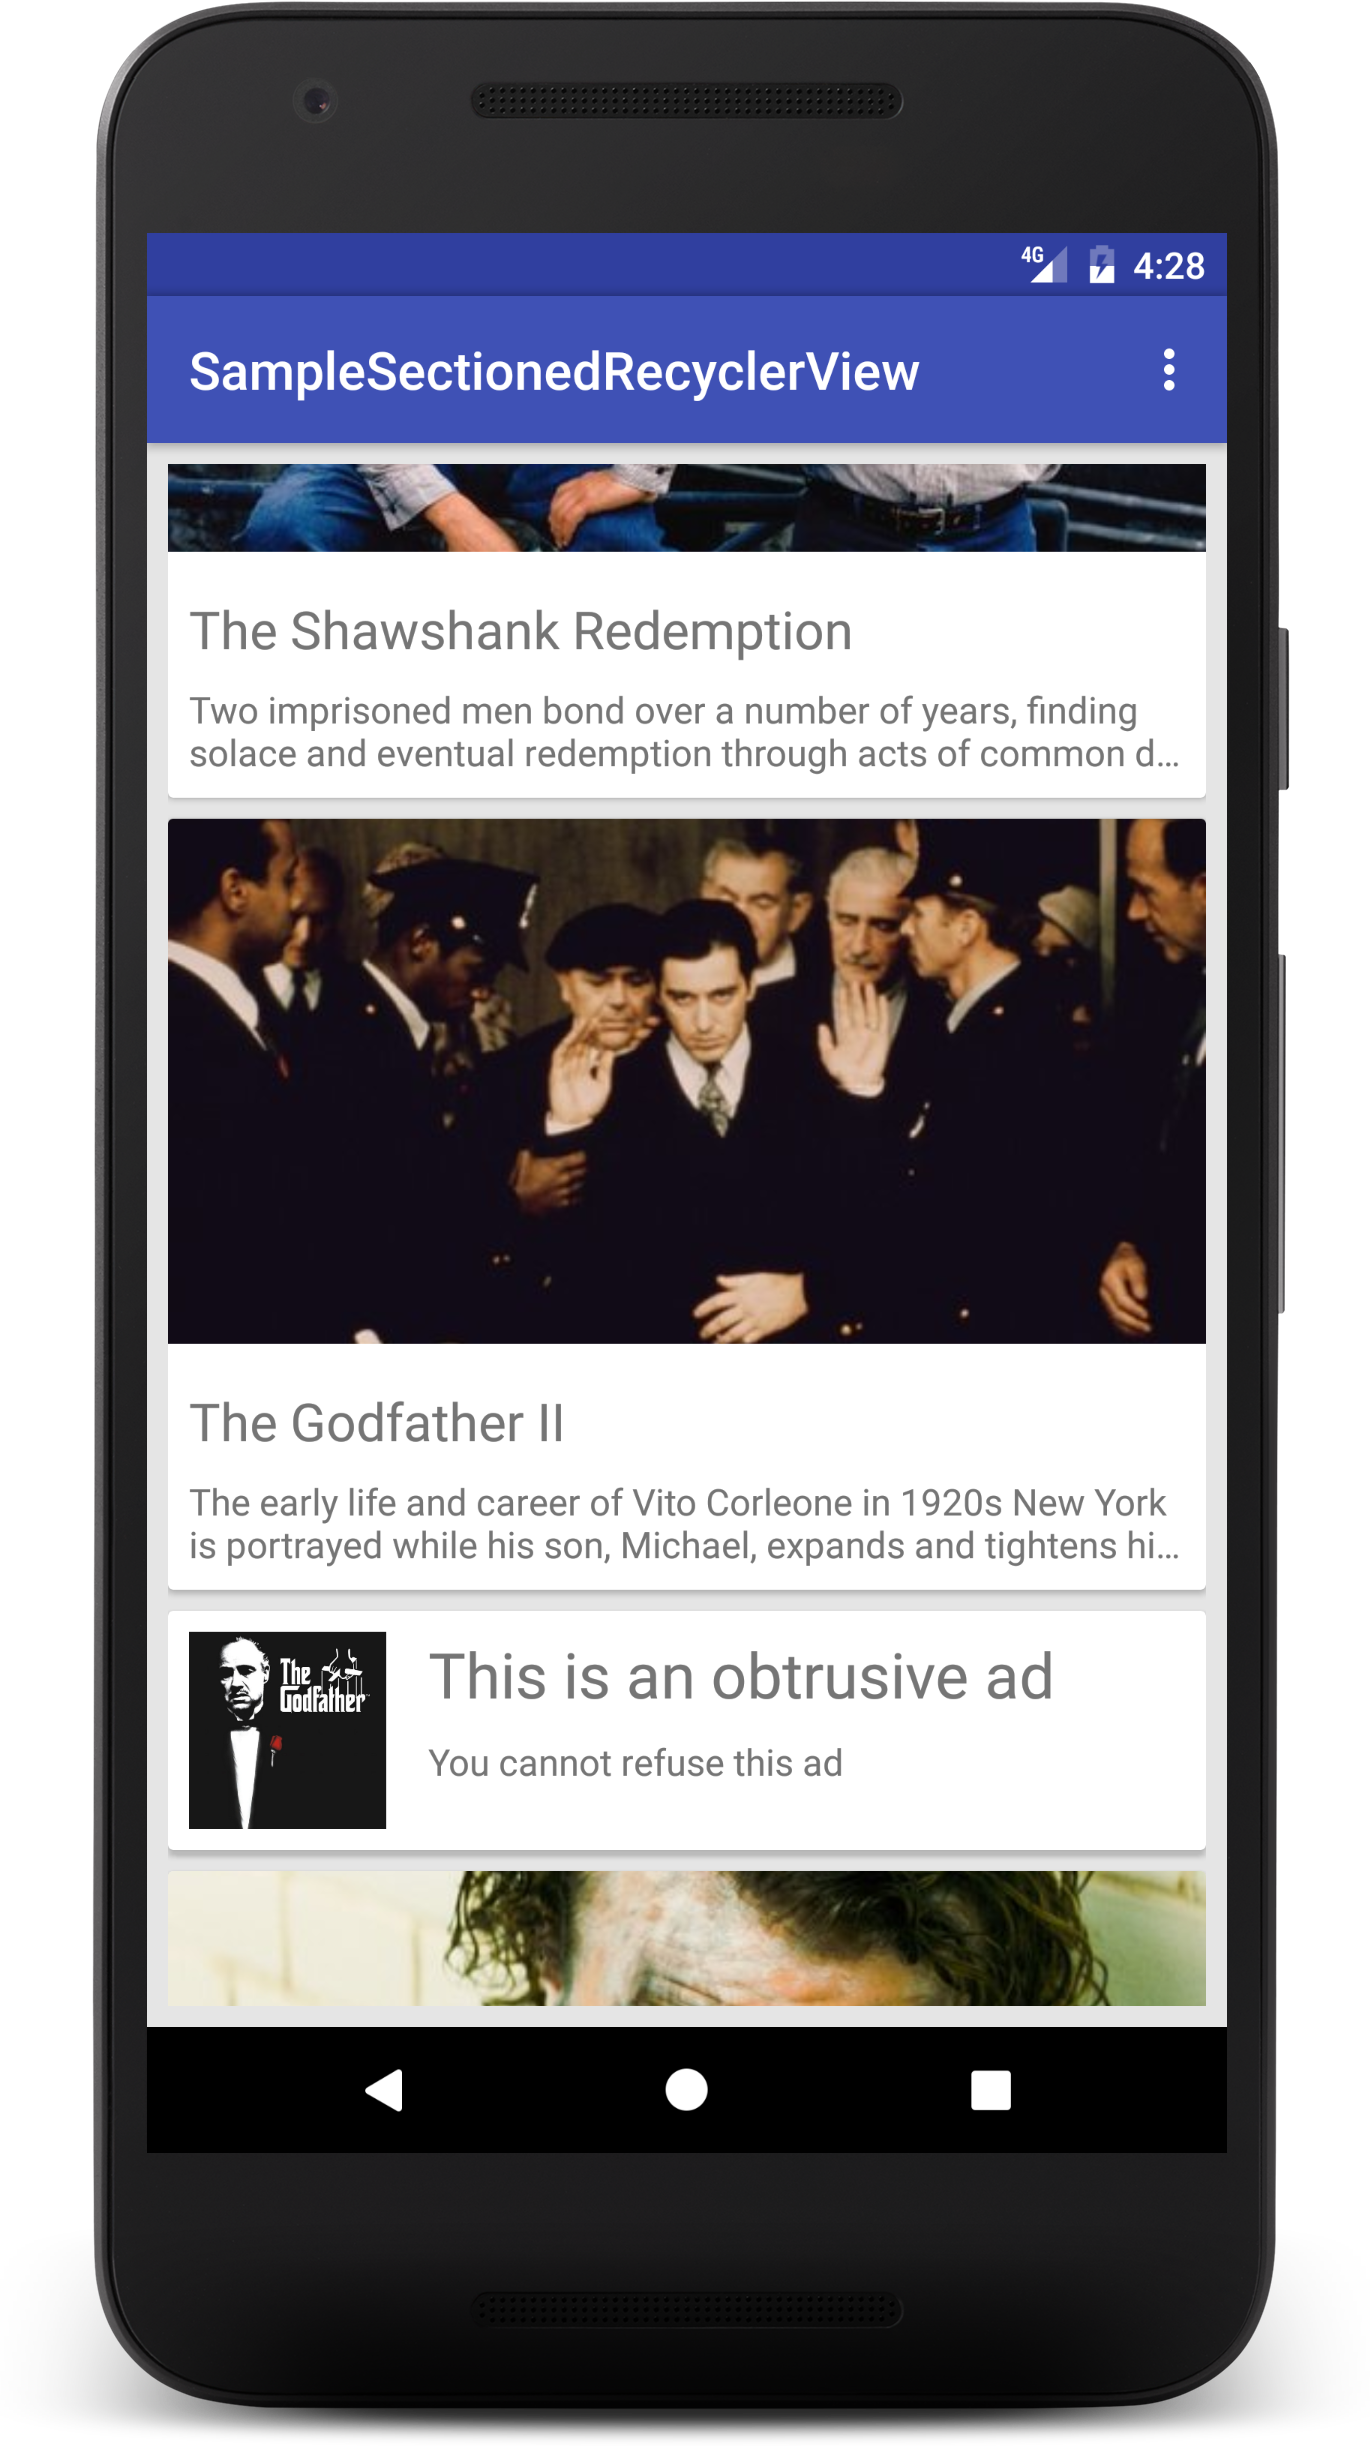 4G 4:28
SampleSectionedRecyclerView
The Shawshank Redemption
Two imprisoned men bond over a number of years, finding
solace and eventual redemption through acts of common d...
The Godfather II
The early life and career of Vito Corleone in 1920s New York
is portrayed while his son, Michael, expands and tightens hi...
The
Godfather
This is an obtrusive ad
You cannot refuse this ad